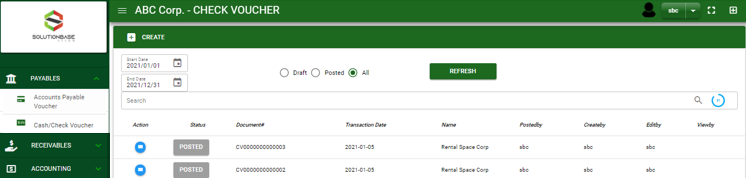 ABC Corp. - CHECK VOUCHER
sbc
SOLUTIONBASE
CREATE
Start Date
2021/01/01
End Date
2021/12/31
Draft
Posted
All
REFRESH
Search
PAYABLES
Accounts Payable
Voucher
Cash/Check Voucher
RECEIVABLES
ACCOUNTING
Action Status Document# Transaction Date Name Postedby Createby Editby Viewby
POSTED CV0000000000003 2021-01-05 Rental Space Corp sbc sbc sbc
POSTED CV0000000000002 2021-01-05 Rental Space Corp sbc sbc sbc